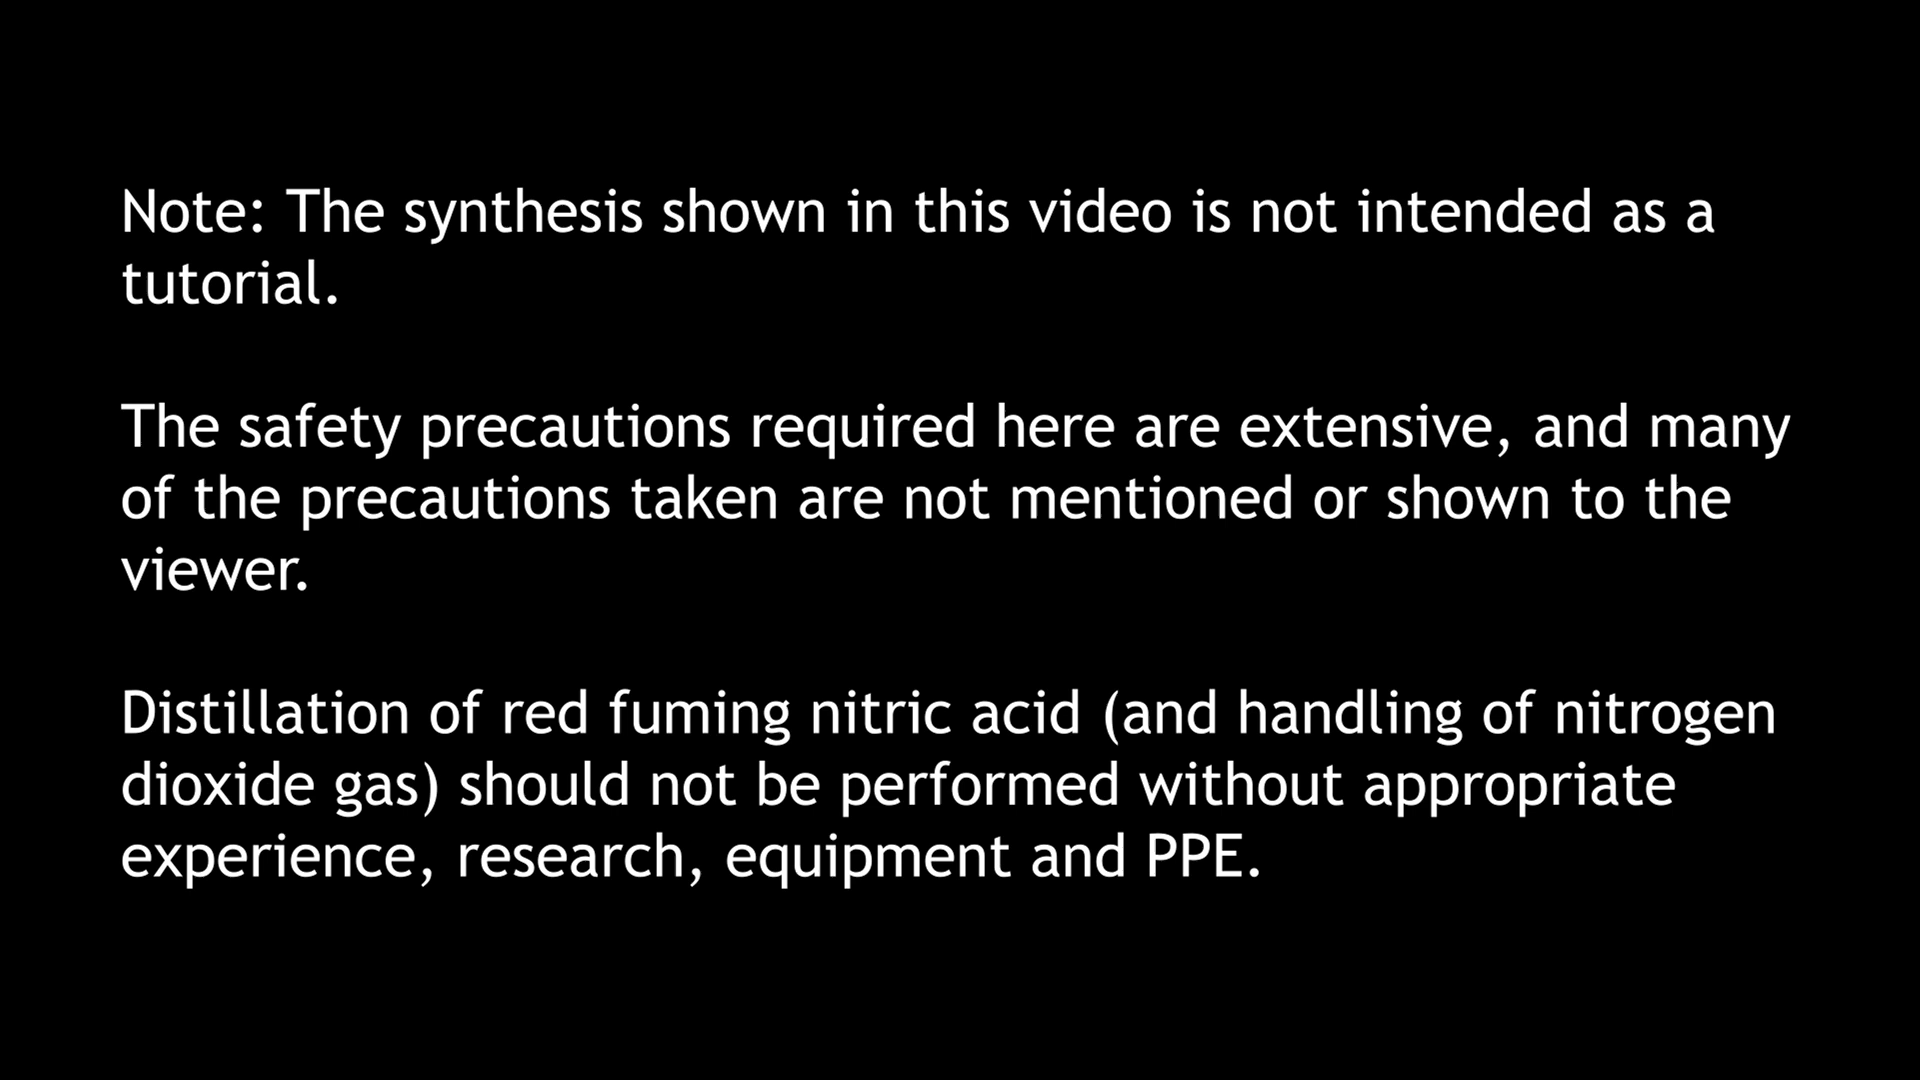 Note: The synthesis shown in this video is not intended as a
tutorial.
The safety precautions required here are extensive, and many
of the precautions taken are not mentioned or shown to the
viewer.
Distillation of red fuming nitric acid (and handling of nitrogen
dioxide gas) should not be performed without appropriate
experience, research, equipment and PPE.